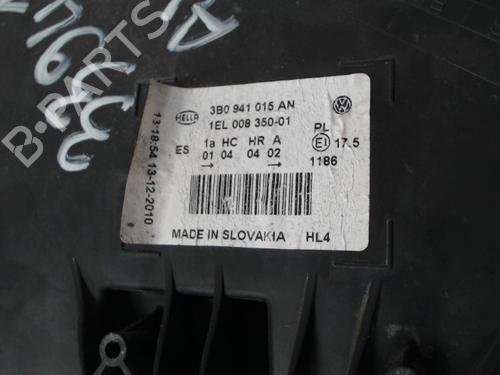 HELLA
3B0 941 015 AN
1EL 008 350-01
ES 1a HC HR A
01 04 04 02
PL
E1 17.5
1186
13:18:54 13-12-2010
MADE IN SLOVAKIA HL4
B-PARTS